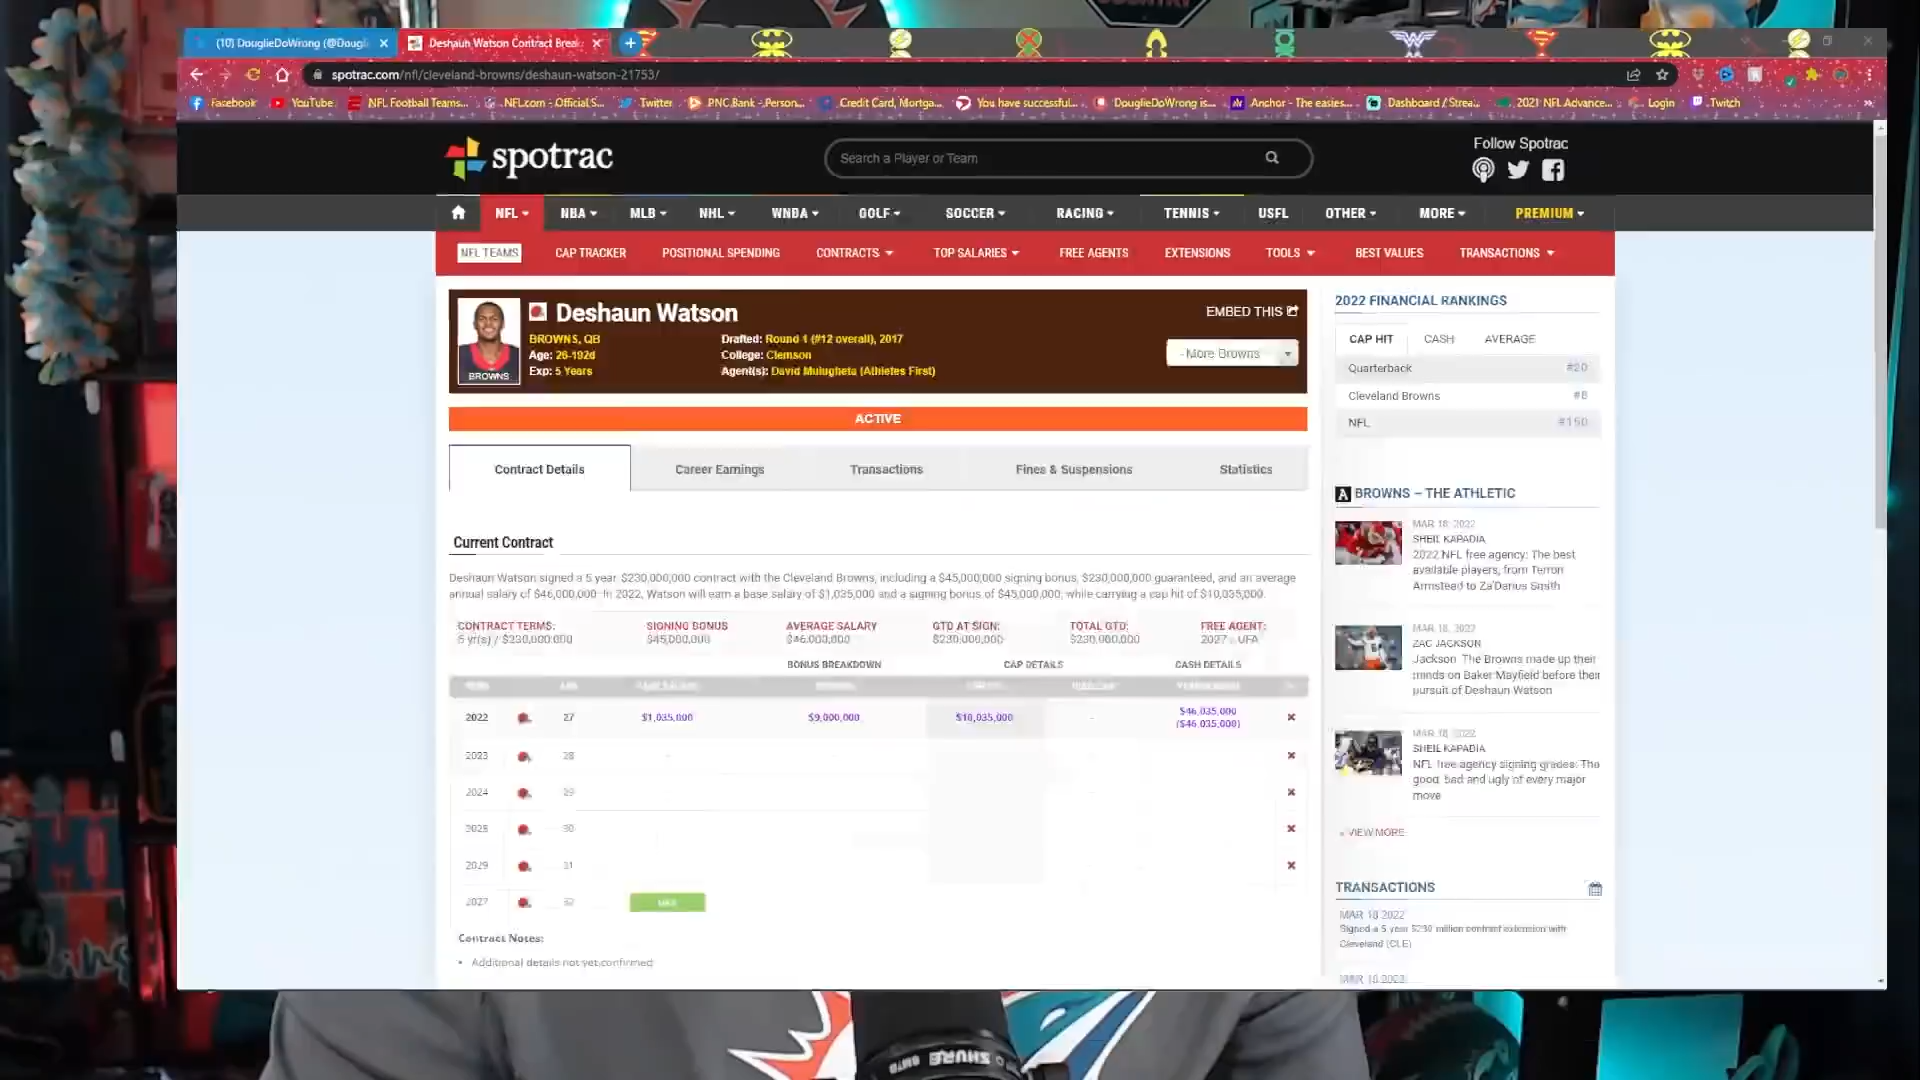 (10) DouglieDoWrong (@Dougl
Deshaun Watson Contract Brea
spotrac.com/nfl/cleveland-browns/deshaun-watson-21753/
Facebook
YouTube
NFL Football Teams...
NFL.com - Official S...
Twitter
PNC Bank - Person...
Credit Card, Mortga...
You have successful...
DouglieDoWrong is...
Anchor - The easies...
Dashboard / Strea...
2021 NFL Advance...
Login
Twitch
spotrac
Search a Player or Team
Follow Spotrac
NFL
NBA
MLB
NHL
WNBA
GOLF
SOCCER
RACING
TENNIS
USFL
OTHER
MORE
PREMIUM
NFL TEAMS
CAP TRACKER
POSITIONAL SPENDING
CONTRACTS
TOP SALARIES
FREE AGENTS
EXTENSIONS
TOOLS
BEST VALUES
TRANSACTIONS
BROWNS
Deshaun Watson
EMBED THIS
BROWNS, QB
Drafted: Round 1 (#12 overall), 2017
Age: 26-192d
College: Clemson
Exp: 5 Years
Agent(s): David Mulugheta (Athletes First)
- More Browns
ACTIVE
Contract Details
Career Earnings
Transactions
Fines & Suspensions
Statistics
Current Contract
Deshaun Watson signed a 5 year $230,000,000 contract with the Cleveland Browns, including a $45,000,000 signing bonus, $230,000,000 guaranteed, and an average
annual salary of $46,000,000. In 2022, Watson will earn a base salary of $1,035,000 and a signing bonus of $45,000,000, while carrying a cap hit of $10,035,000.
CONTRACT TERMS:
SIGNING BONUS
AVERAGE SALARY
GTD AT SIGN:
TOTAL GTD:
FREE AGENT:
5 yr(s) / $230,000,000
$45,000,000
$46,000,000
$230,000,000
$230,000,000
2027 - UFA
BONUS BREAKDOWN
CAP DETAILS
CASH DETAILS
2022
27
$1,035,000
$9,000,000
$10,035,000
-
$46,035,000
($46,035,000)
2023
28
2024
29
2025
30
31
2027
32
Contract Notes:
• Additional details not yet confirmed
2022 FINANCIAL RANKINGS
CAP HIT
CASH
AVERAGE
Quarterback
#20
Cleveland Browns
#8
NFL
#150
A BROWNS – THE ATHLETIC
MAR 18, 2022
SHEIL KAPADIA
2022 NFL free agency: The best
available players, from Terron
Armstead to Za'Darius Smith
MAR 18, 2022
ZAC JACKSON
Jackson: The Browns made up their
minds on Baker Mayfield before their
pursuit of Deshaun Watson
MAR 18, 2022
SHEIL KAPADIA
NFL free agency signing grades: The
good, bad and ugly of every major
move
» VIEW MORE
TRANSACTIONS
MAR 18 2022
Signed a 5 year $230 million contract extension with
Cleveland (CLE)
MAR 18 2022
SHURE